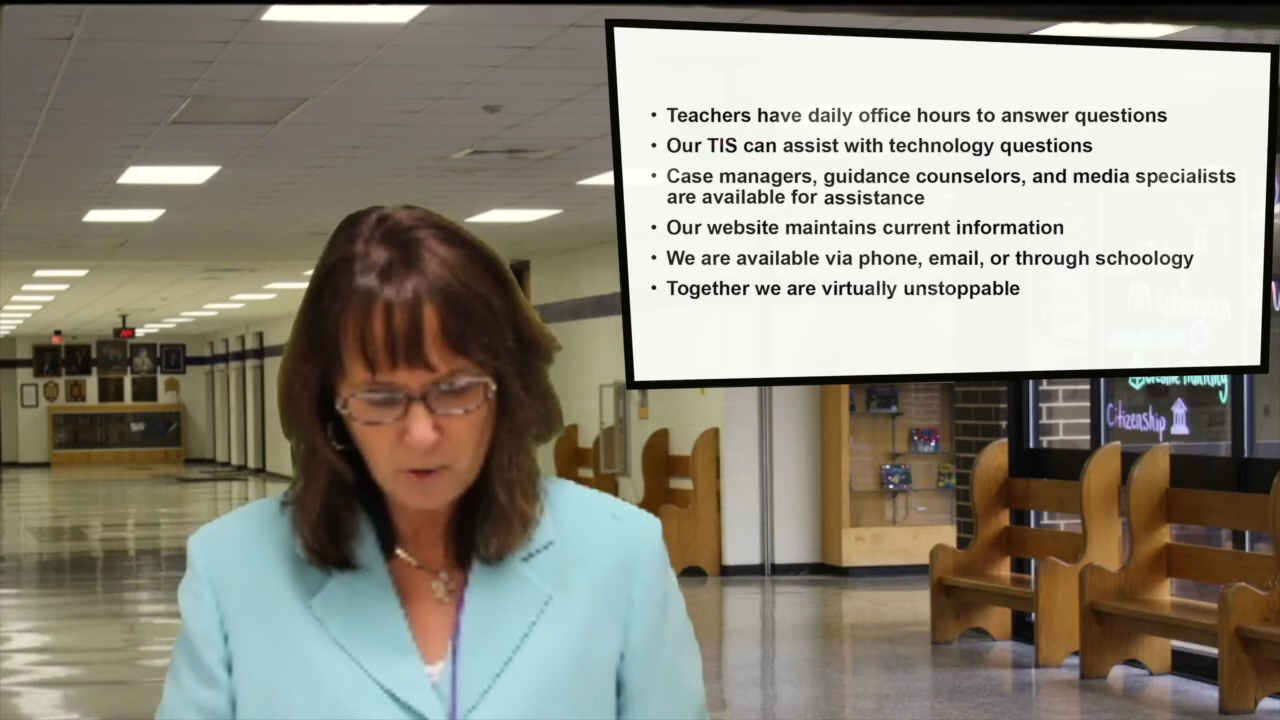 • Teachers have daily office hours to answer questions
• Our TIS can assist with technology questions
• Case managers, guidance counselors, and media specialists
are available for assistance
• Our website maintains current information
• We are available via phone, email, or through schoology
• Together we are virtually unstoppable
Citizenship